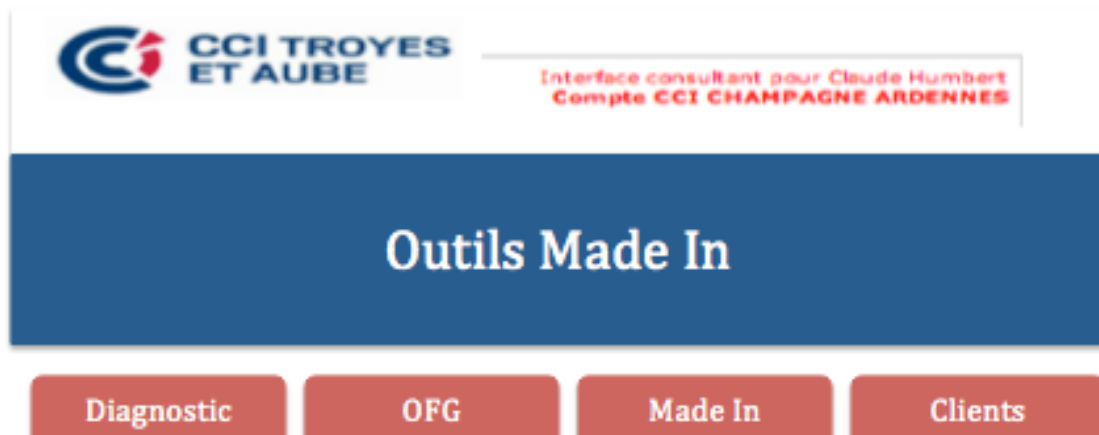 CCI TROYES
ET AUBE
Interface consultant pour Claude Humbert
Compte CCI CHAMPAGNE ARDENNES
Outils Made In
Diagnostic
OFG
Made In
Clients